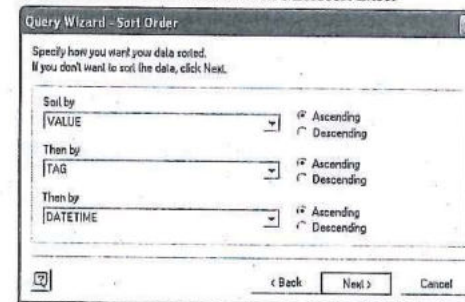 Query Wizard - Sort Order
Specify how you want your data sorted.
If you don't want to sort the data, click Next.
Sort by
VALUE
Ascending
Descending
Then by
TAG
Ascending
Descending
Then by
DATETIME
Ascending
Descending
?
< Back
Next >
Cancel